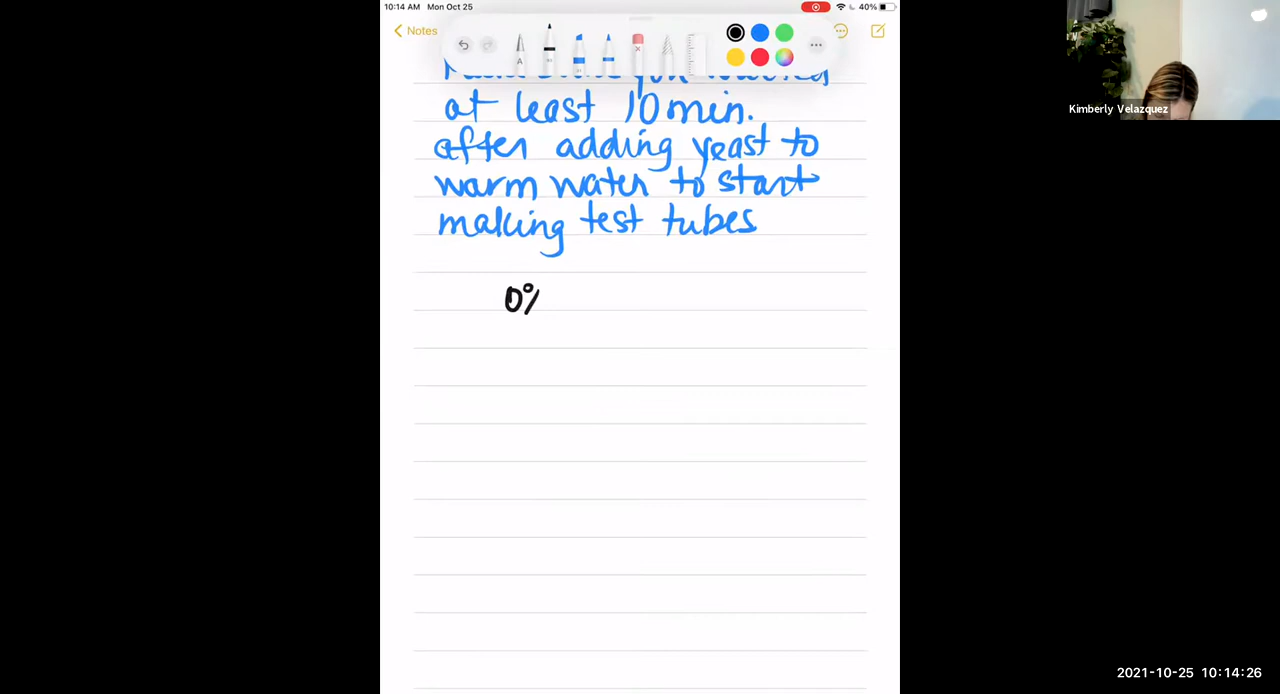 10:14 AM Mon Oct 25
40%
Notes
A
at least 10 min.
after adding yeast to
warm water to start
making test tubes
0%
Kimberly Velazquez
2021-10-25 10:14:26